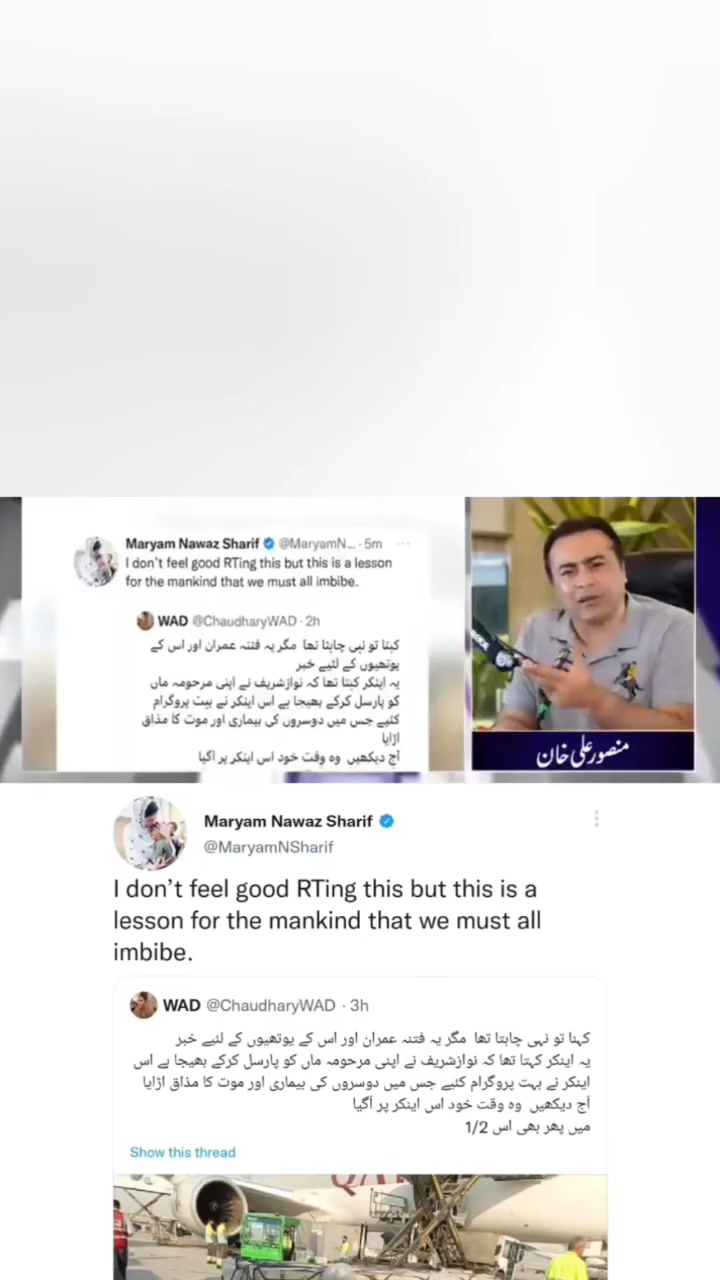 Maryam Nawaz Sharif @MaryamN... · 5m
I don't feel good RTing this but this is a lesson
for the mankind that we must all imbibe.
WAD @ChaudharyWAD · 2h
کہنا تو نہی چاہتا تھا مگر یہ فتنہ عمران اور اس کے
یوتھیوں کے لئیے خبر
یہ اینکر کہتا تھا کہ نوازشریف نے اپنی مرحومہ ماں
کو پارسل کرکے بھیجا ہے اس اینکر نے بہت پروگرام
کئیے جس میں دوسروں کی بیماری اور موت کا مذاق
اڑایا
آج دیکھیں وہ وقت خود اس اینکر پر آگیا
منصور علی خان
Maryam Nawaz Sharif
@MaryamNSharif
I don't feel good RTing this but this is a
lesson for the mankind that we must all
imbibe.
WAD @ChaudharyWAD · 3h
کہنا تو نہی چاہتا تھا مگر یہ فتنہ عمران اور اس کے یوتھیوں کے لئیے خبر
یہ اینکر کہتا تھا کہ نوازشریف نے اپنی مرحومہ ماں کو پارسل کرکے بھیجا ہے اس
اینکر نے بہت پروگرام کئیے جس میں دوسروں کی بیماری اور موت کا مذاق اڑایا
آج دیکھیں وہ وقت خود اس اینکر پر آگیا
میں پھر بھی اس 1/2
Show this thread